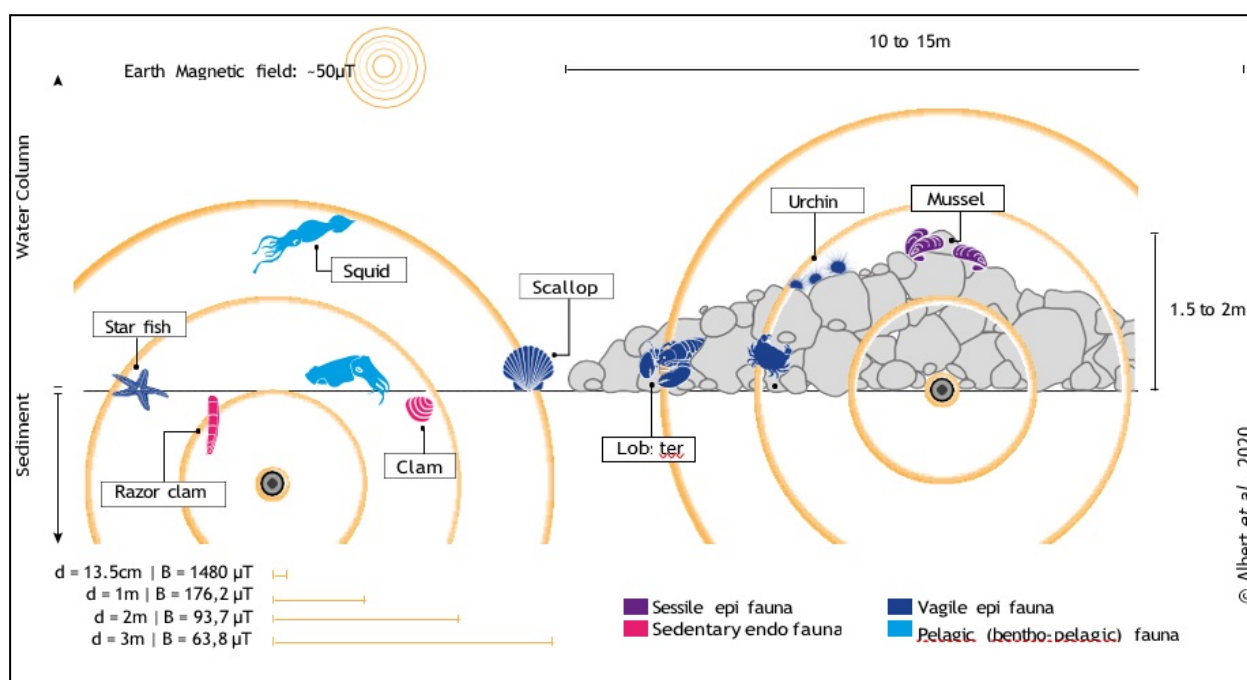 10 to 15m
Earth Magnetic field: ~50µT
Water Column
Urchin
Mussel
Squid
Scallop
1.5 to 2m
Star fish
Sediment
Lobster
Clam
Razor clam
© Albert et al., 2020
d = 13.5cm | B = 1480 µT
d = 1m | B = 176,2 µT
d = 2m | B = 93,7 µT
d = 3m | B = 63,8 µT
Sessile epi fauna
Vagile epi fauna
Sedentary endo fauna
Pelagic (bentho-pelagic) fauna